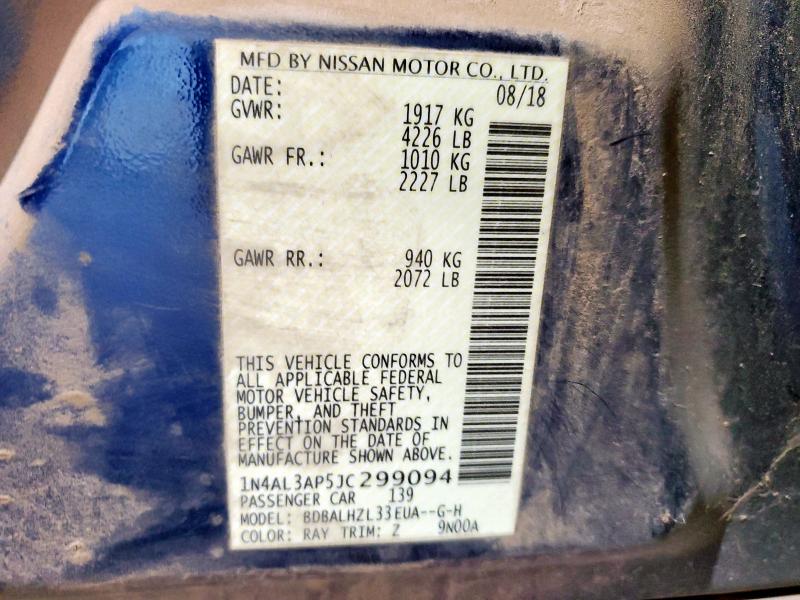 MFD BY NISSAN MOTOR CO., LTD.
DATE: 08/18
GVWR: 1917 KG
4226 LB
GAWR FR.: 1010 KG
2227 LB
GAWR RR.: 940 KG
2072 LB
THIS VEHICLE CONFORMS TO
ALL APPLICABLE FEDERAL
MOTOR VEHICLE SAFETY,
BUMPER, AND THEFT
PREVENTION STANDARDS IN
EFFECT ON THE DATE OF
MANUFACTURE SHOWN ABOVE.
1N4AL3AP5JC299094
PASSENGER CAR 139
MODEL: BDBALHZL33EUA--G-H
COLOR: RAY TRIM: Z 9N00A